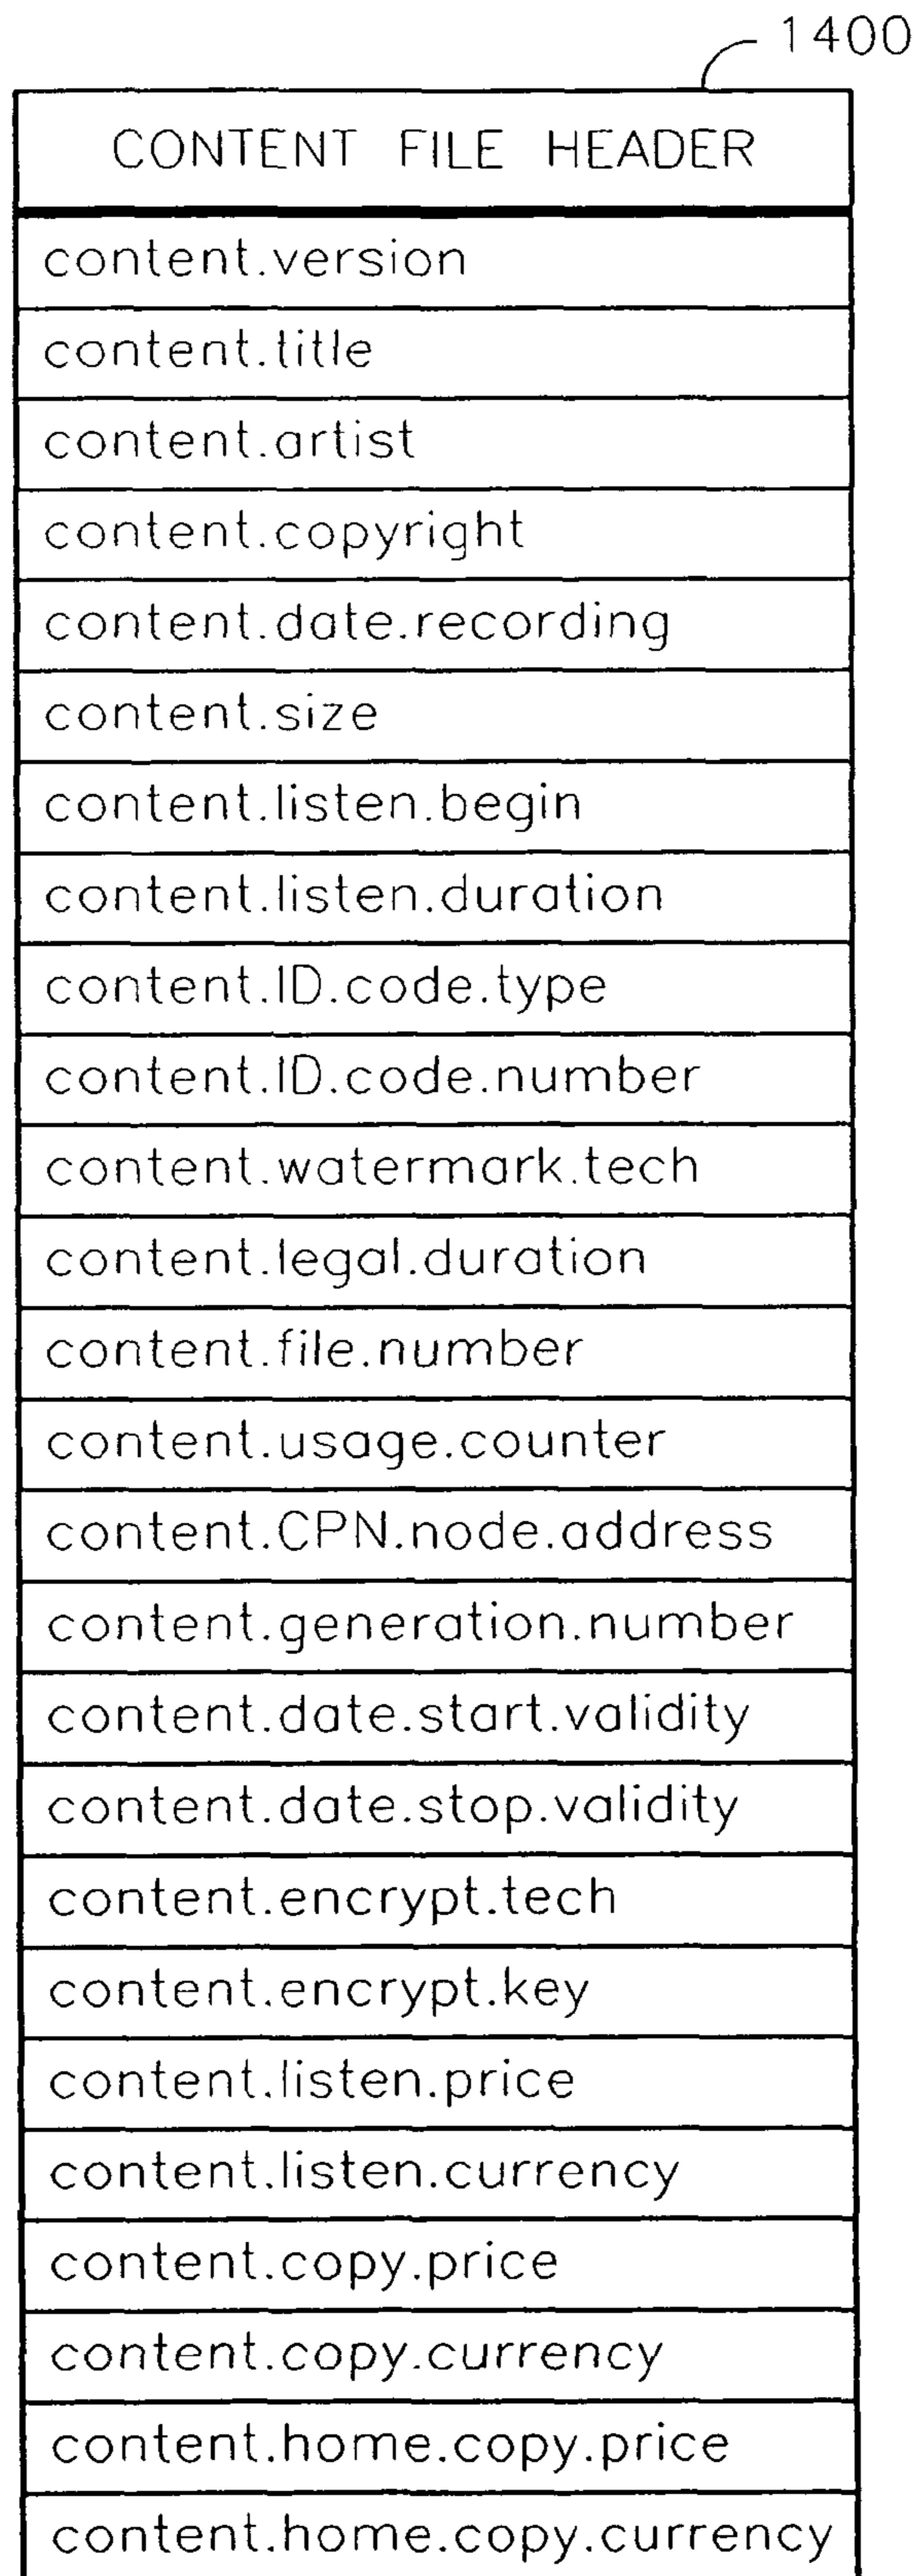 1400
CONTENT FILE HEADER
content.version
content.title
content.artist
content.copyright
content.date.recording
content.size
content.listen.begin
content.listen.duration
content.ID.code.type
content.ID.code.number
content.watermark.tech
content.legal.duration
content.file.number
content.usage.counter
content.CPN.node.address
content.generation.number
content.date.start.validity
content.date.stop.validity
content.encrypt.tech
content.encrypt.key
content.listen.price
content.listen.currency
content.copy.price
content.copy.currency
content.home.copy.price
content.home.copy.currency